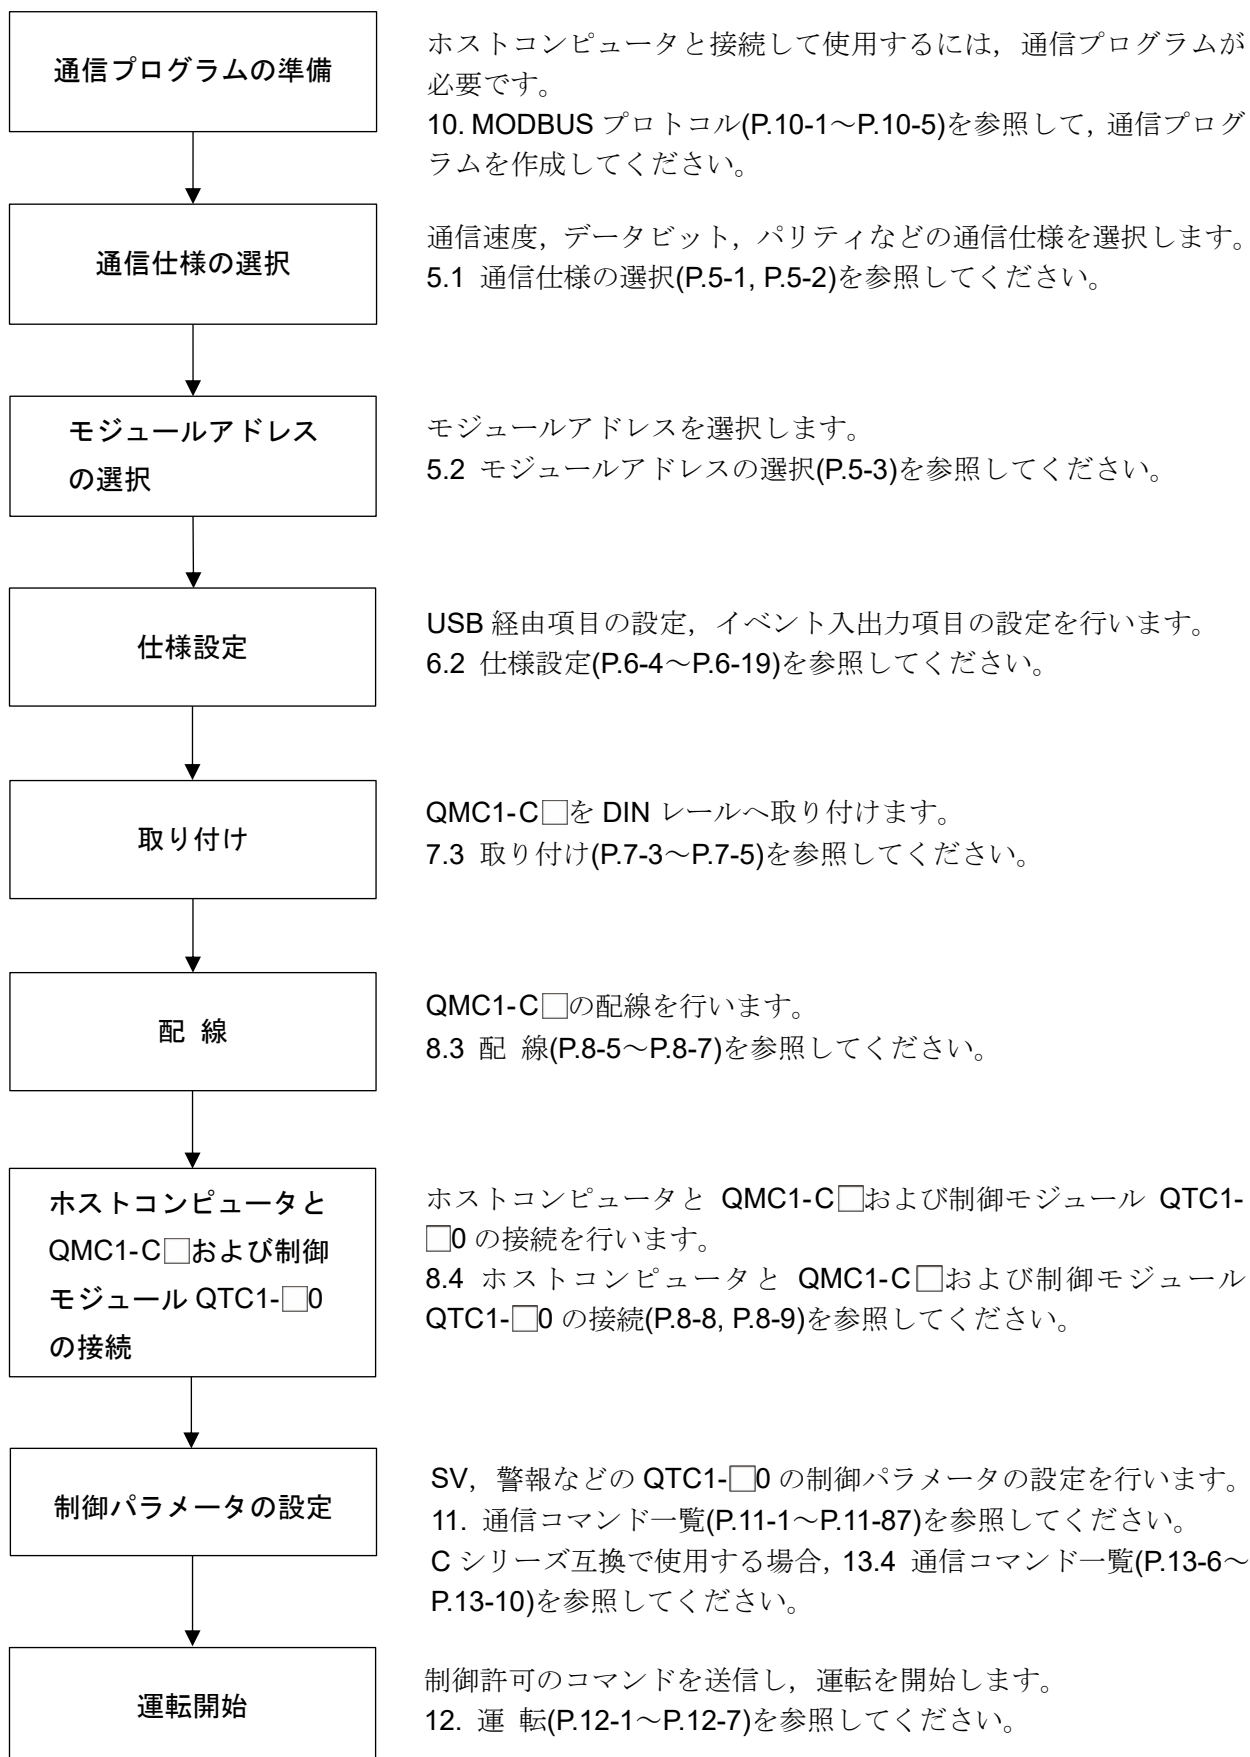 通信プログラムの準備
ホストコンピュータと接続して使用するには，通信プログラムが
必要です。
10. MODBUS プロトコル(P.10-1～P.10-5)を参照して，通信プログ
ラムを作成してください。
通信仕様の選択
通信速度，データビット，パリティなどの通信仕様を選択します。
5.1 通信仕様の選択(P.5-1, P.5-2)を参照してください。
モジュールアドレス
の選択
モジュールアドレスを選択します。
5.2 モジュールアドレスの選択(P.5-3)を参照してください。
仕様設定
USB 経由項目の設定，イベント入出力項目の設定を行います。
6.2 仕様設定(P.6-4～P.6-19)を参照してください。
取り付け
QMC1-C□を DIN レールへ取り付けます。
7.3 取り付け(P.7-3～P.7-5)を参照してください。
配 線
QMC1-C□の配線を行います。
8.3 配 線(P.8-5～P.8-7)を参照してください。
ホストコンピュータと
QMC1-C□および制御
モジュール QTC1-□0
の接続
ホストコンピュータと QMC1-C□および制御モジュール QTC1-
□0 の接続を行います。
8.4 ホストコンピュータと QMC1-C□および制御モジュール
QTC1-□0 の接続(P.8-8, P.8-9)を参照してください。
制御パラメータの設定
SV，警報などの QTC1-□0 の制御パラメータの設定を行います。
11. 通信コマンド一覧(P.11-1～P.11-87)を参照してください。
C シリーズ互換で使用する場合，13.4 通信コマンド一覧(P.13-6～
P.13-10)を参照してください。
運転開始
制御許可のコマンドを送信し，運転を開始します。
12. 運 転(P.12-1～P.12-7)を参照してください。